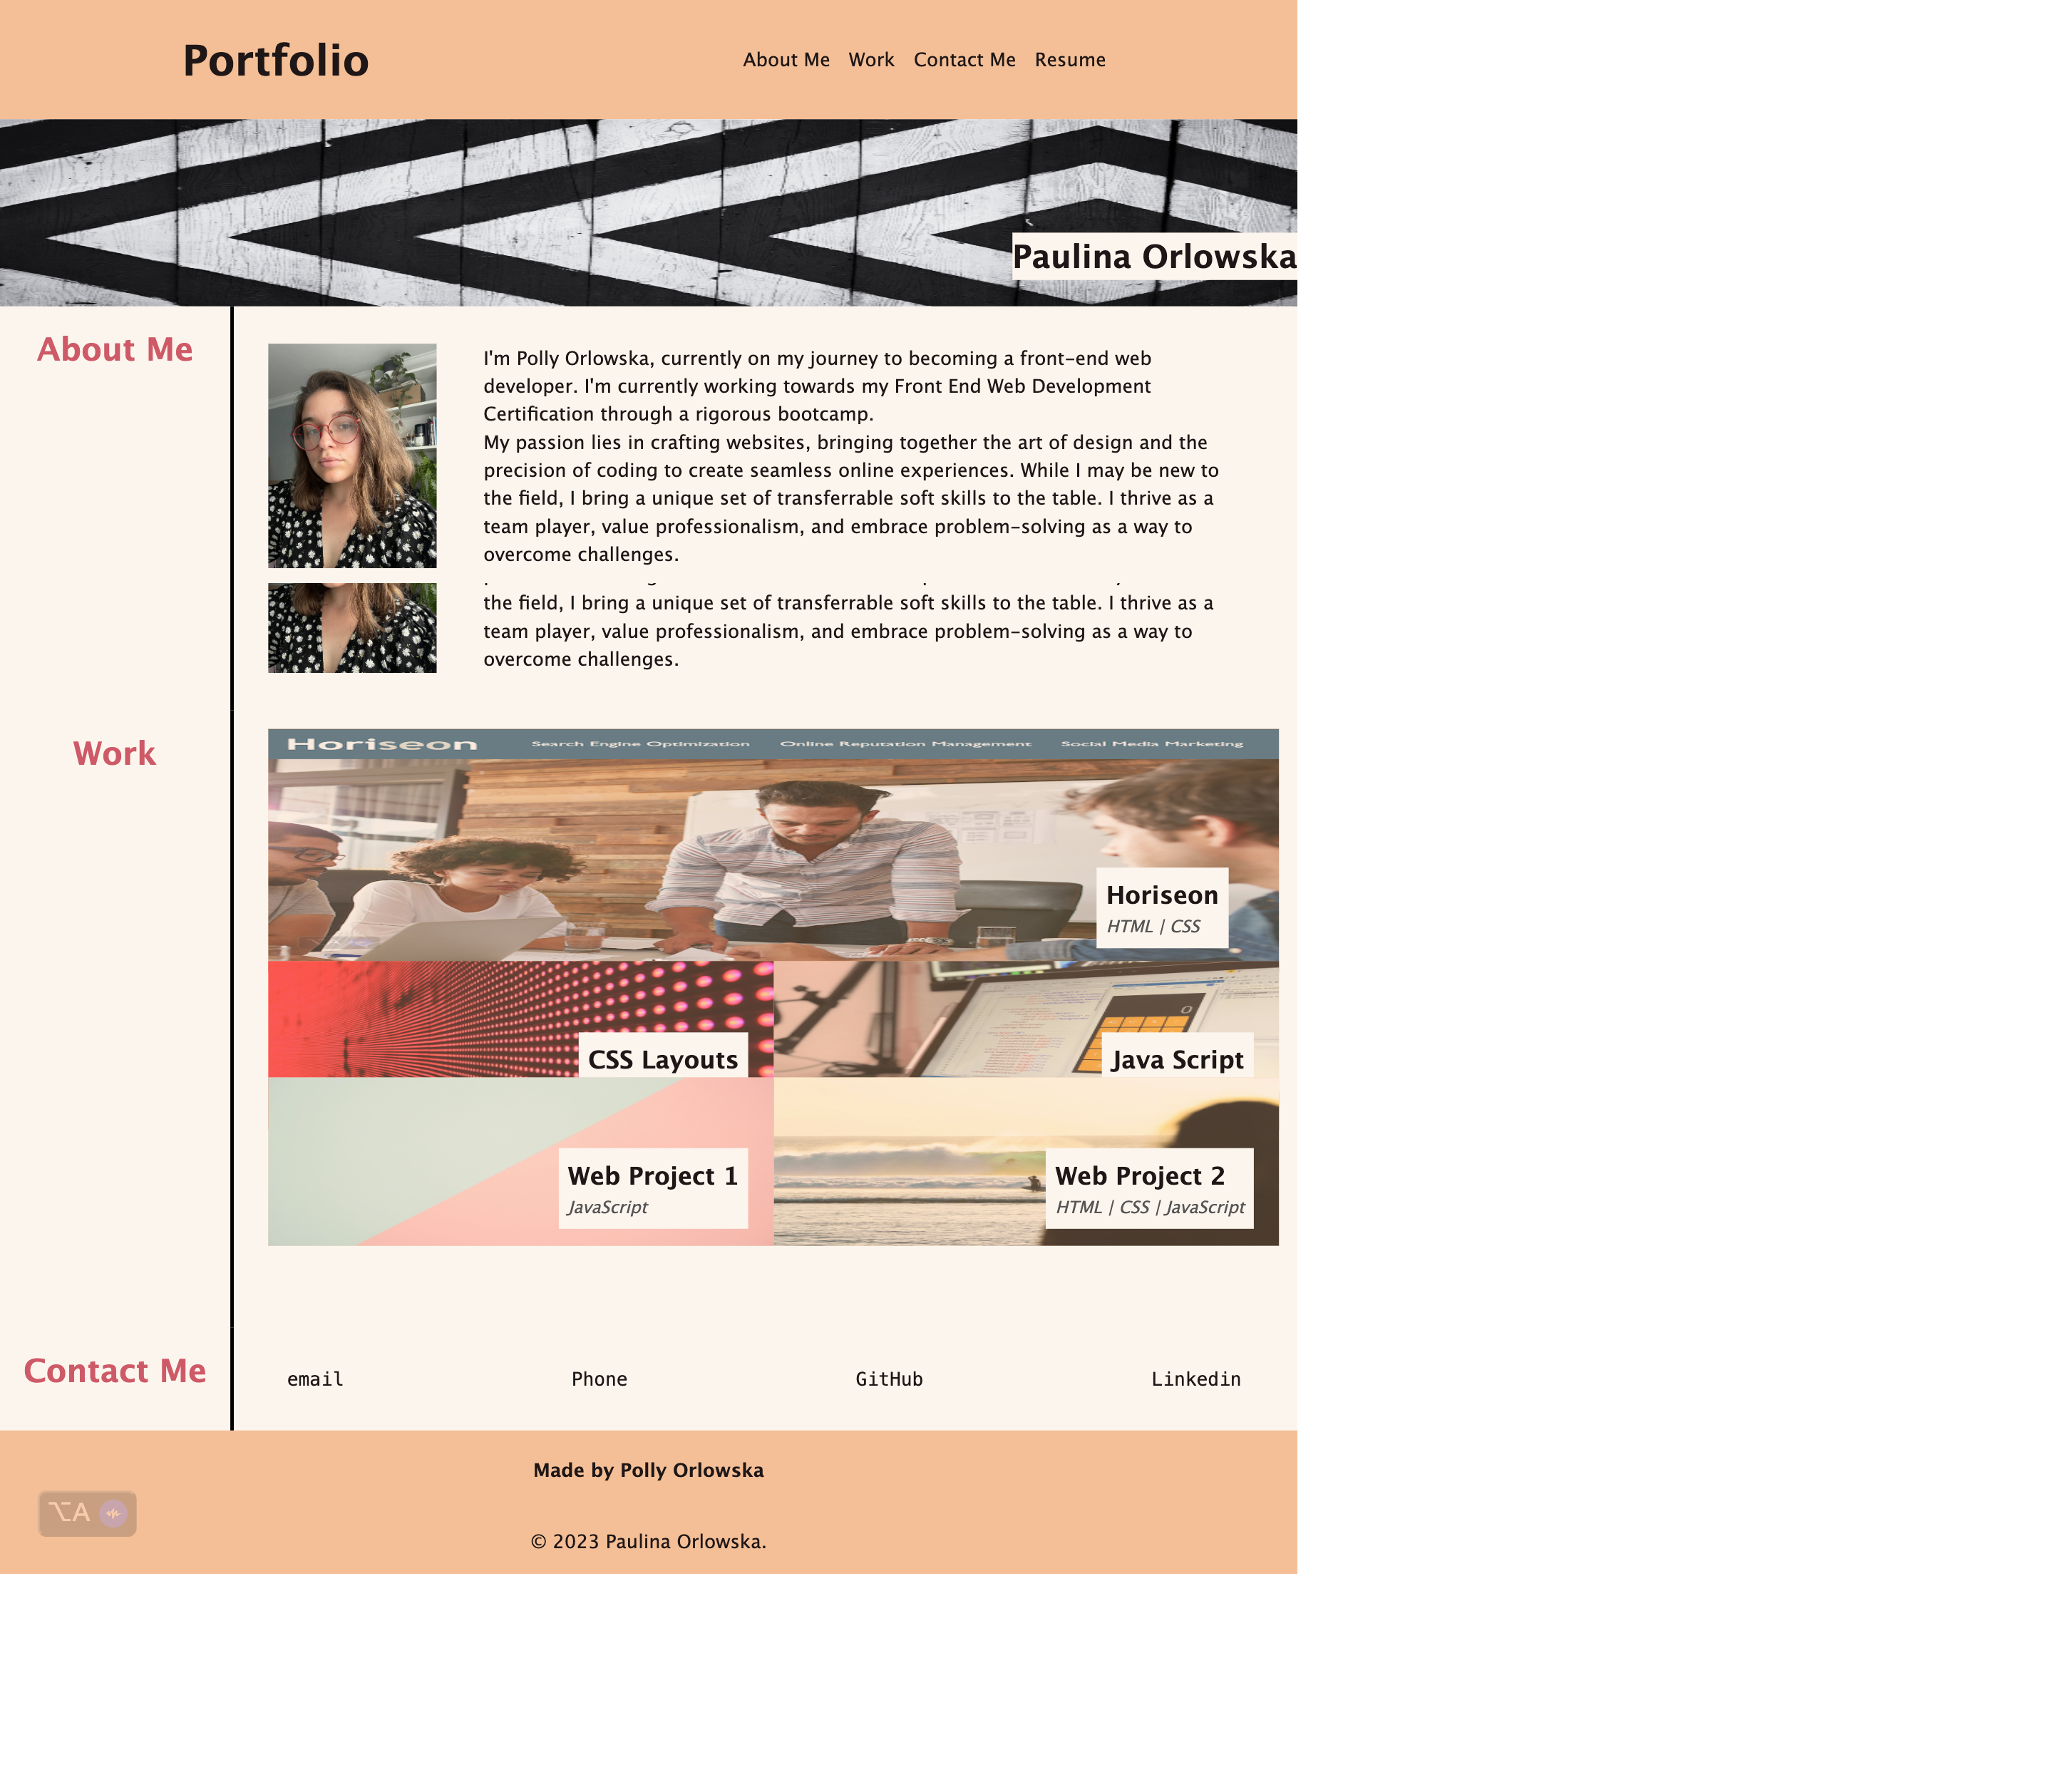 Portfolio
About Me Work Contact Me Resume
Paulina Orlowska
About Me
I'm Polly Orlowska, currently on my journey to becoming a front-end web
developer. I'm currently working towards my Front End Web Development
Certification through a rigorous bootcamp.
My passion lies in crafting websites, bringing together the art of design and the
precision of coding to create seamless online experiences. While I may be new to
the field, I bring a unique set of transferrable soft skills to the table. I thrive as a
team player, value professionalism, and embrace problem-solving as a way to
overcome challenges.
the field, I bring a unique set of transferrable soft skills to the table. I thrive as a
team player, value professionalism, and embrace problem-solving as a way to
overcome challenges.
Work
Horiseon Search Engine Optimization Online Reputation Management Social Media Marketing
Horiseon
HTML | CSS
0
CSS Layouts
Java Script
Web Project 1
JavaScript
Web Project 2
HTML | CSS | JavaScript
Contact Me
email Phone GitHub Linkedin
Made by Polly Orlowska
⌥A
© 2023 Paulina Orlowska.